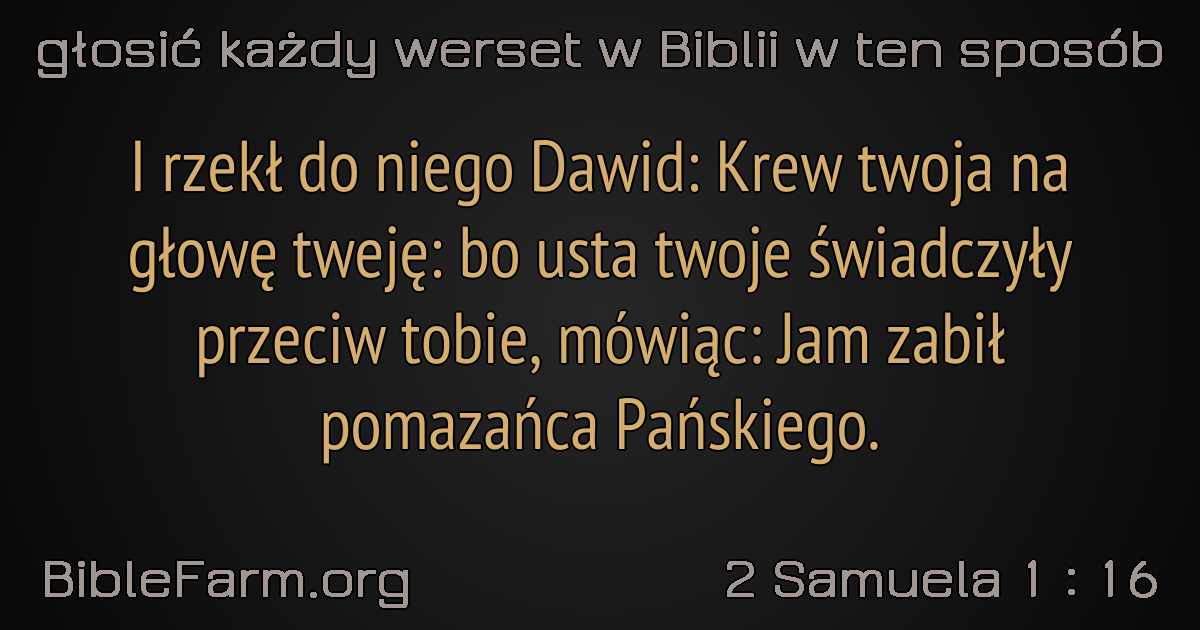 głosić każdy werset w Biblii w ten sposób
I rzekł do niego Dawid: Krew twoja na
głowę tweję: bo usta twoje świadczyły
przeciw tobie, mówiąc: Jam zabił
pomazańca Pańskiego.
BibleFarm.org
2 Samuela 1 : 16